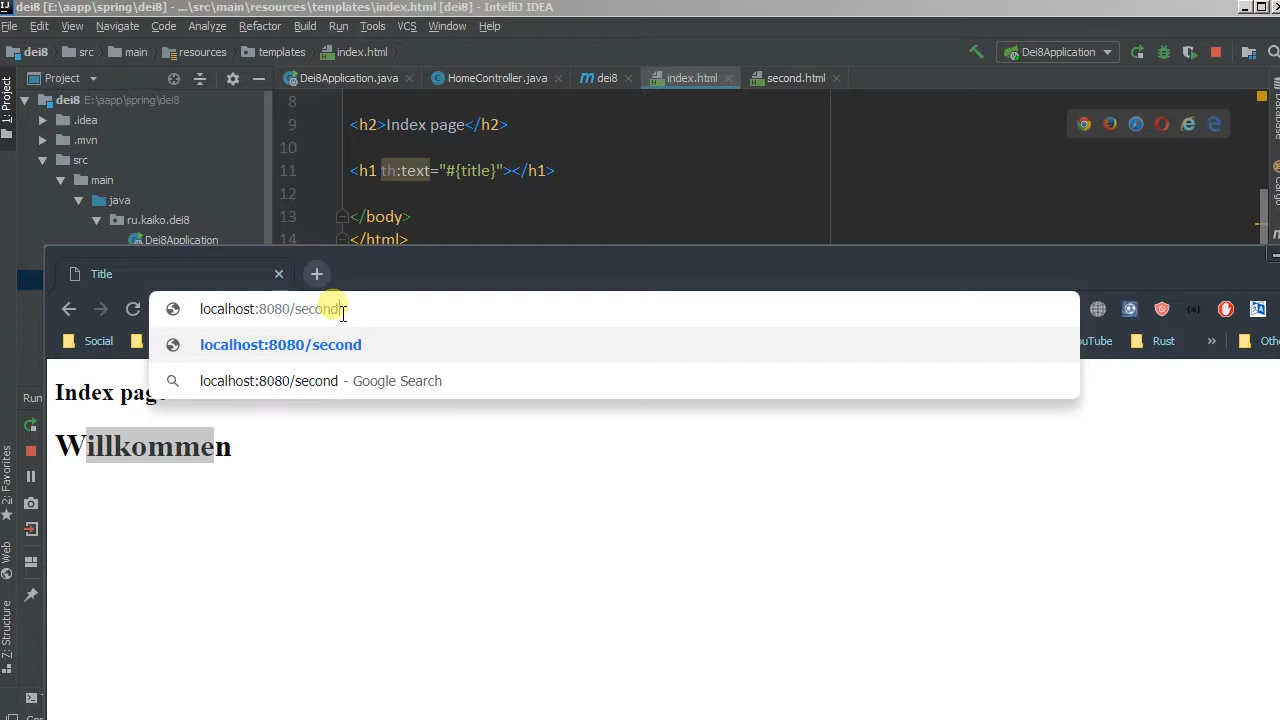 dei8 [E:\aapp\spring\dei8] - ...\src\main\resources\templates\index.html [dei8] - IntelliJ IDEA
File Edit View Navigate Code Analyze Refactor Build Run Tools VCS Window Help
dei8 src main resources templates index.html Dei8Application
1: Project
Project Dei8Application.java HomeController.java dei8 index.html second.html
dei8 E:\aapp\spring\dei8
.idea
.mvn
src
main
java
ru.kaiko.dei8
Dei8Application
8
9 <h2>Index page</h2>
10
11 <h1 th:text="#{title}"></h1>
12
13 </body>
14 </html>
Database
Title
localhost:8080/second
localhost:8080/second
localhost:8080/second - Google Search
Social
uTube Rust » Othe
Index pag
Willkommen
Run
2: Favorites
Web
7: Structure